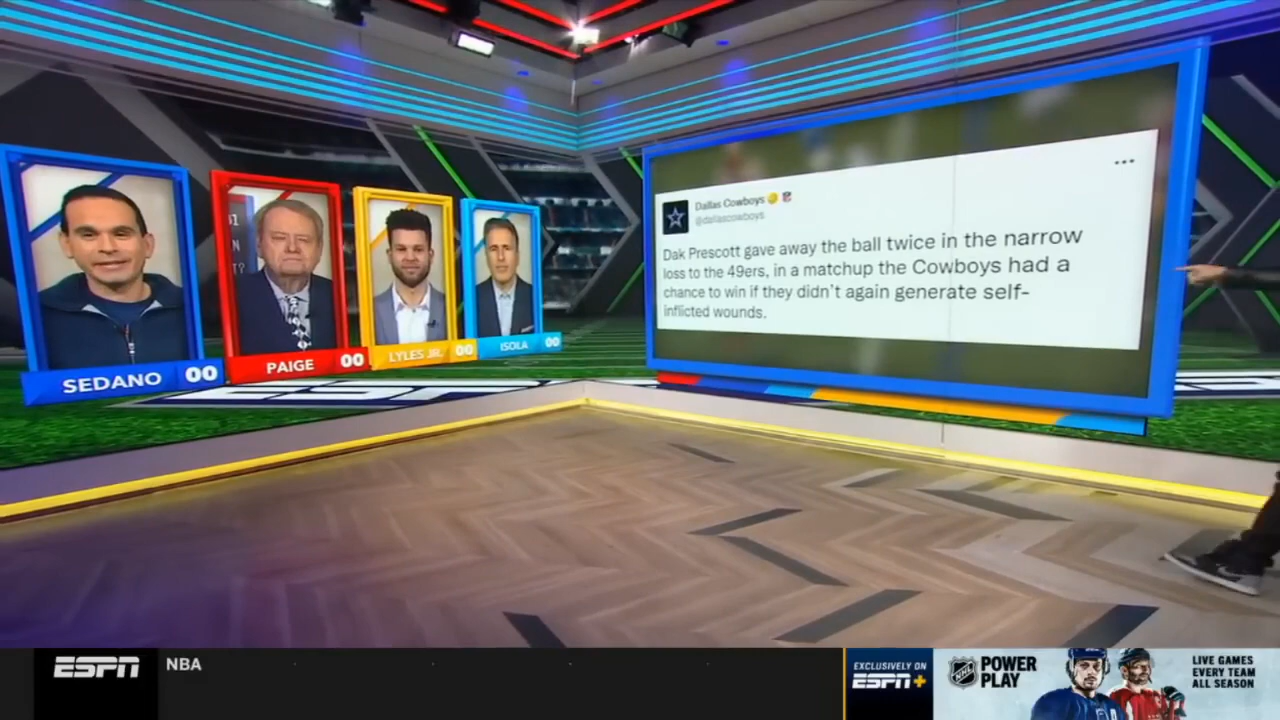 Dallas Cowboys
@dallascowboys
Dak Prescott gave away the ball twice in the narrow
loss to the 49ers, in a matchup the Cowboys had a
chance to win if they didn't again generate self-
inflicted wounds.
SEDANO 00
PAIGE 00
LYLES JR. 00
ISOLA 00
ESPN
NBA
EXCLUSIVELY ON
ESPN+
NHL
POWER
PLAY
LIVE GAMES
EVERY TEAM
ALL SEASON